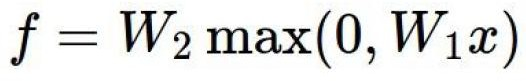 f = W₂ max(0, W₁x)